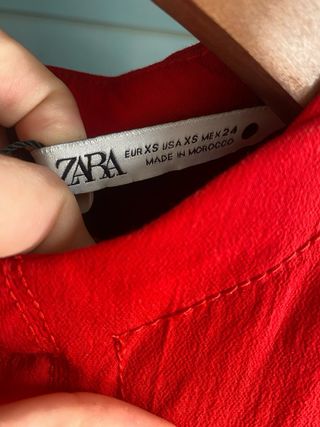 ZARA
EUR XS USA XS MEX 24
MADE IN MOROCCO